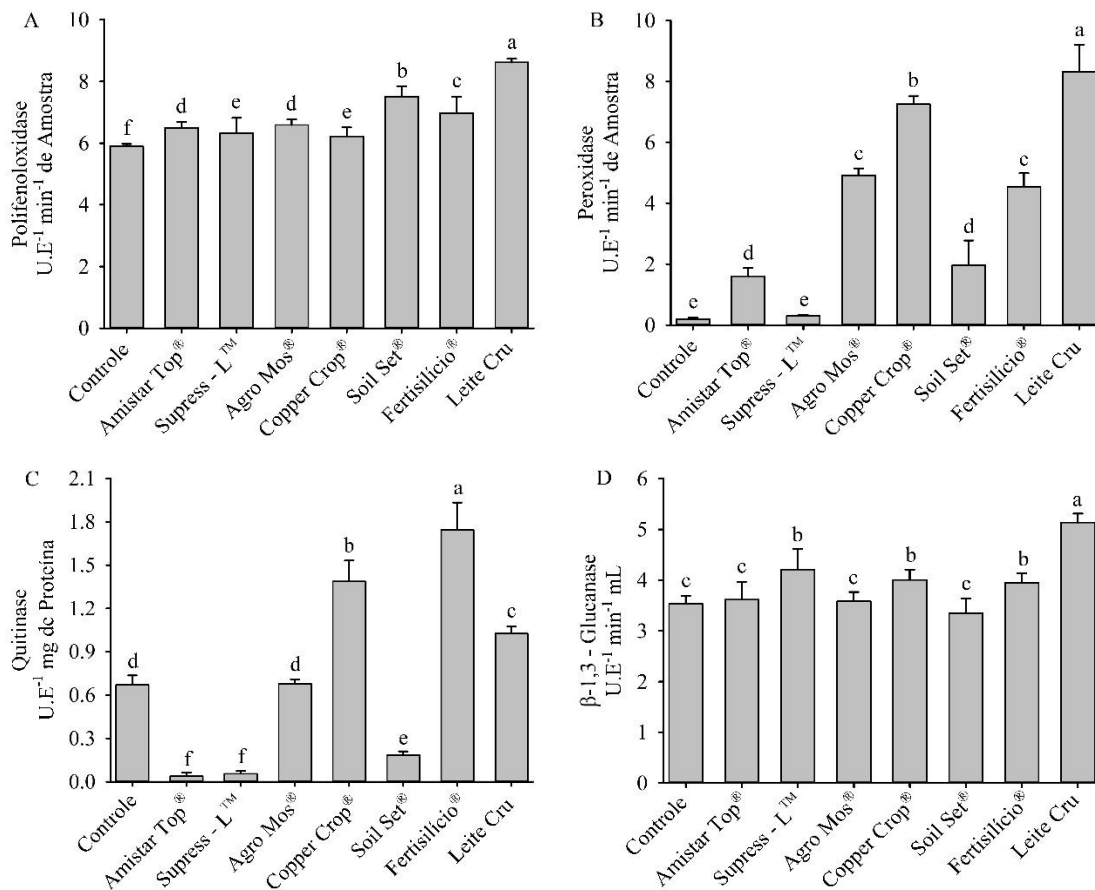 A
Polifenoloxidase
U.E⁻¹ min⁻¹ de Amostra
10
8
6
4
2
0
f
d
e
d
e
b
c
a
Controle
Amistar Top®
Supress - L™
Agro Mos®
Copper Crop®
Soil Set®
Fertisilício®
Leite Cru
B
Peroxidase
U.E⁻¹ min⁻¹ de Amostra
10
8
6
4
2
0
e
d
e
c
b
d
c
a
Controle
Amistar Top®
Supress - L™
Agro Mos®
Copper Crop®
Soil Set®
Fertisilício®
Leite Cru
C
Quitinase
U.E⁻¹ mg de Proteína
2.1
1.8
1.5
1.2
0.9
0.6
0.3
0.0
d
f
f
d
b
e
a
c
Controle
Amistar Top®
Supress - L™
Agro Mos®
Copper Crop®
Soil Set®
Fertisilício®
Leite Cru
D
β-1,3 - Glucanase
U.E⁻¹ min⁻¹ mL
6
5
4
3
2
1
0
c
c
b
c
b
c
b
a
Controle
Amistar Top®
Supress - L™
Agro Mos®
Copper Crop®
Soil Set®
Fertisilício®
Leite Cru